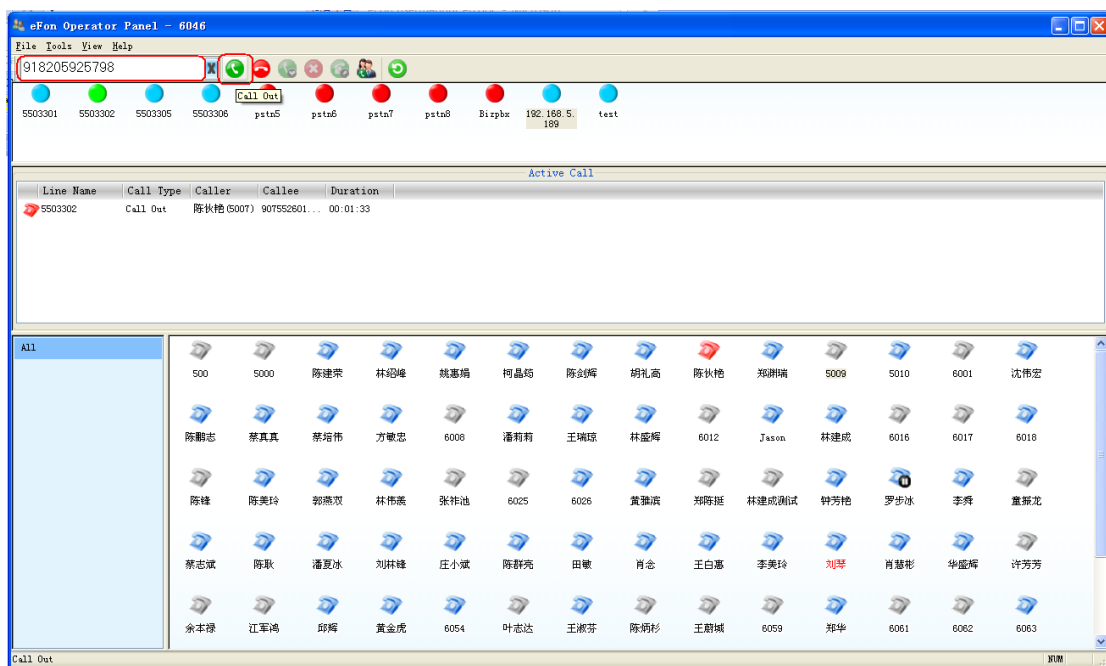 eFon Operator Panel - 6046
File Tools View Help
918205925798
Call Out
5503301 5503302 5503305 5503306 pstn5 pstn6 pstn7 pstn8 Bizpbx 192.168.5. test
189
Active Call
Line Name Call Type Caller Callee Duration
5503302 Call Out 陈伙艳(5007) 907552601... 00:01:33
All
500 5000 陈建荣 林绍峰 姚惠娟 柯晶筠 陈剑辉 胡礼高 陈伙艳 郑渊瑞 5009 5010 6001 沈伟宏
陈鹏志 蔡真真 蔡培伟 方敏忠 6008 潘莉莉 王瑞琼 林盛辉 6012 Jason 林建成 6016 6017 6018
陈锋 陈美玲 郭燕双 林伟羡 张祚池 6025 6026 黄雅滨 郑陈挺 林建成测试 钟芳艳 罗步冰 李舜 童振龙
蔡志斌 陈耿 潘夏冰 刘林锋 庄小斌 陈群亮 田敏 肖念 王白惠 李美玲 刘琴 肖慧彬 华盛辉 许芳芳
余本禄 江军鸿 邱辉 黄金虎 6054 叶志达 王淑芬 陈炳杉 王蔚城 6059 郑华 6061 6062 6063
Call Out NUM